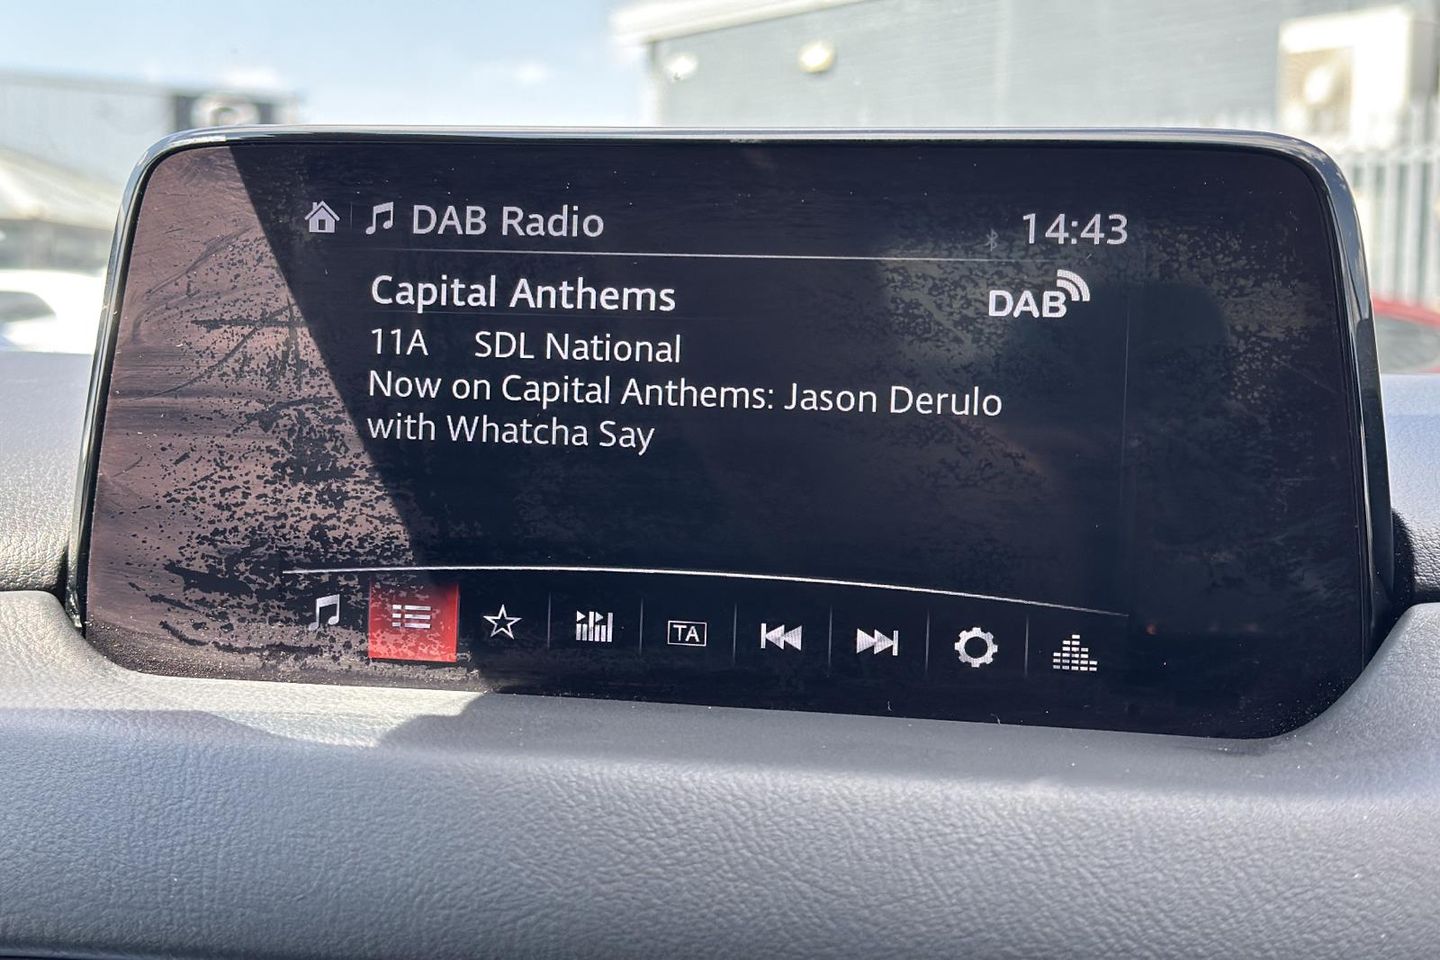 DAB Radio
14:43
Capital Anthems
DAB
11A SDL National
Now on Capital Anthems: Jason Derulo
with Whatcha Say
TA